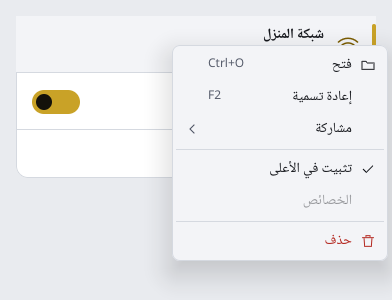 شبكة المنزل
فتح Ctrl+O
إعادة تسمية F2
مشاركة
تثبيت في الأعلى
الخصائص
حذف